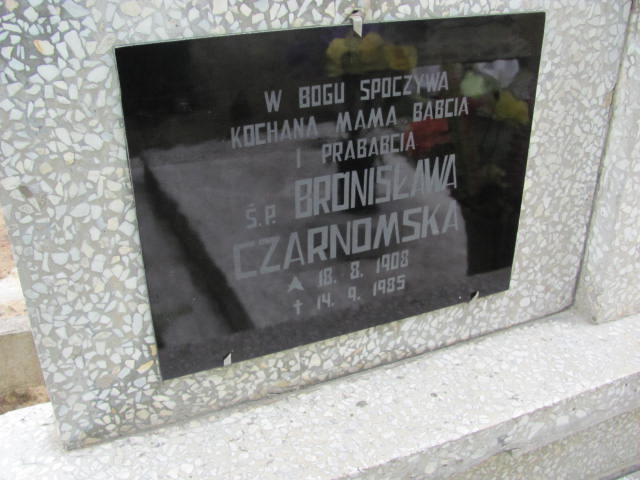 W BOGU SPOCZYWA
KOCHANA MAMA BABCIA
I PRABABCIA
Ś.P. BRONISŁAWA
CZARNOMSKA
18. 8. 1908
✝ 14. 9. 1985